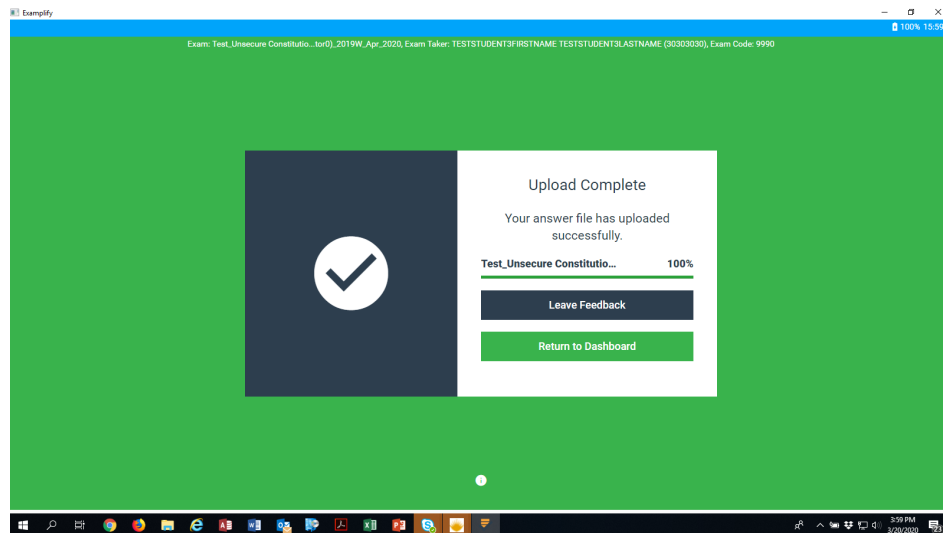 Examplify
100% 15:59
Exam: Test_Unsecure Constitutio...tor0)_2019W_Apr_2020, Exam Taker: TESTSTUDENT3FIRSTNAME TESTSTUDENT3LASTNAME (30303030), Exam Code: 9990
Upload Complete
Your answer file has uploaded
successfully.
Test_Unsecure Constitutio... 100%
Leave Feedback
Return to Dashboard
3:59 PM
3/20/2020
23